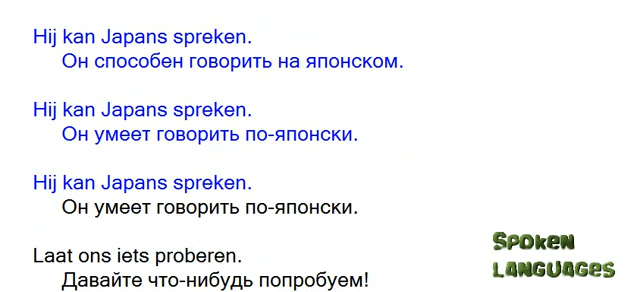 Hij kan Japans spreken.
Он способен говорить на японском.
Hij kan Japans spreken.
Он умеет говорить по-японски.
Hij kan Japans spreken.
Он умеет говорить по-японски.
Laat ons iets proberen.
Давайте что-нибудь попробуем!
Spoken
Languages